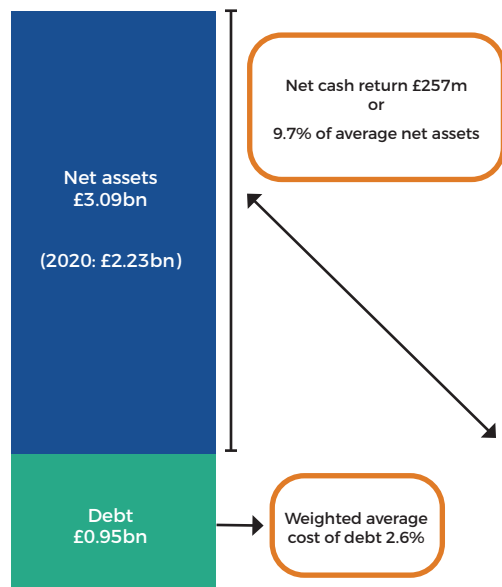 Net cash return £257m
or
9.7% of average net assets
Net assets
£3.09bn
(2020: £2.23bn)
Debt
£0.95bn
Weighted average
cost of debt 2.6%